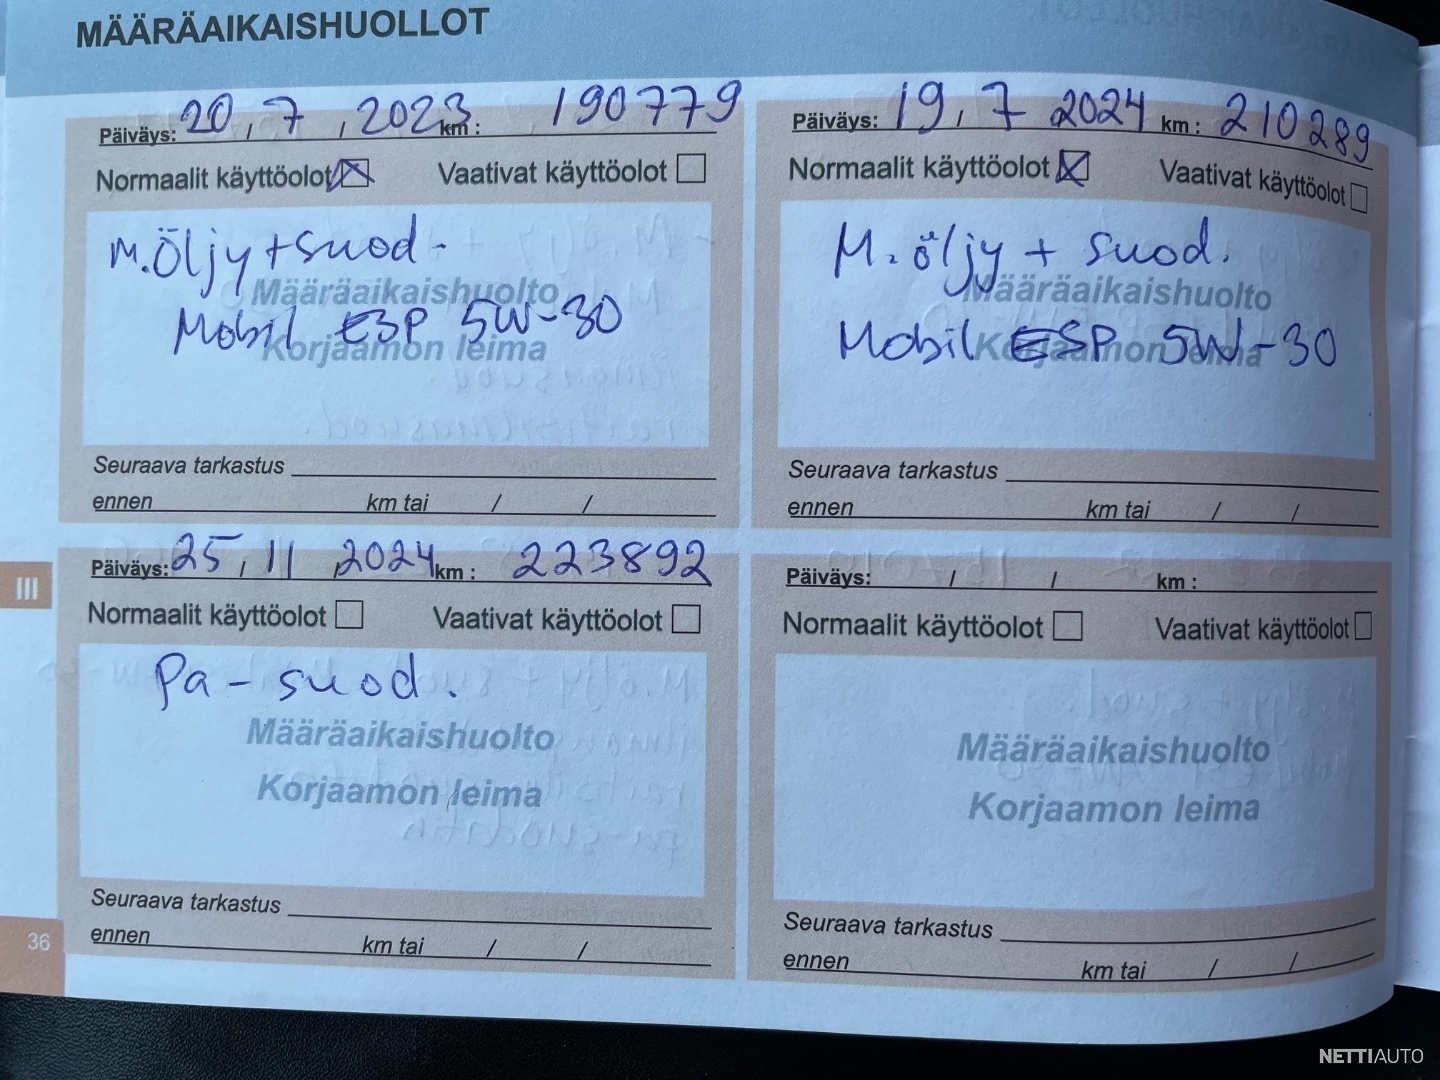 MÄÄRÄAIKAISHUOLLOT
Päiväys: 20, 7, 2023 km: 190779
Normaalit käyttöolot Vaativat käyttöolot
M.Öljy + suod.
Määräaikaishuolto
Mobil ESP 5W-30
Korjaamon leima
Seuraava tarkastus
ennen km tai / /
Päiväys: 19, 7 2024 km: 210289
Normaalit käyttöolot Vaativat käyttöolot
M. öljy + suod.
Määräaikaishuolto
Mobil ESP 5W-30
Korjaamon leima
Seuraava tarkastus
ennen km tai / /
III
Päiväys: 25, 11, 2024 km: 223892
Normaalit käyttöolot Vaativat käyttöolot
Pa-suod.
Määräaikaishuolto
Korjaamon leima
Seuraava tarkastus
ennen km tai / /
Päiväys: / / km:
Normaalit käyttöolot Vaativat käyttöolot
Määräaikaishuolto
Korjaamon leima
Seuraava tarkastus
ennen km tai / /
36
NETTIAUTO